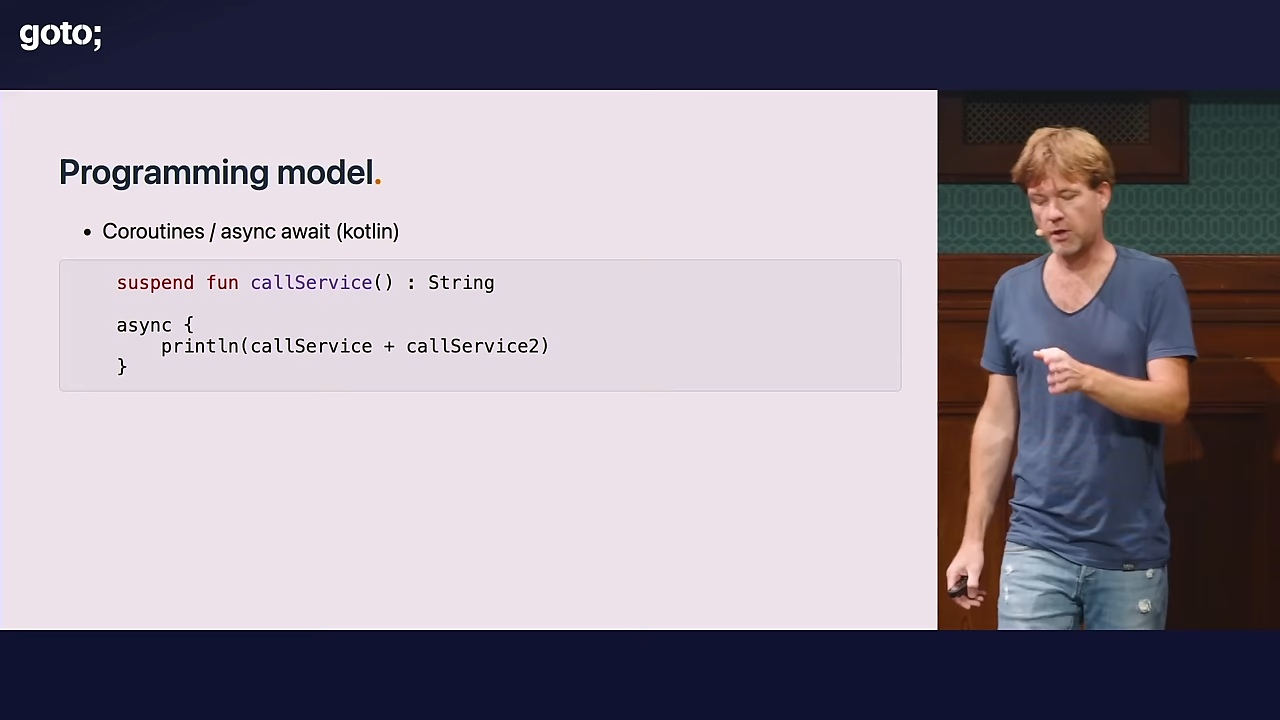 goto;
Programming model.
• Coroutines / async await (kotlin)
suspend fun callService() : String
async {
    println(callService + callService2)
}